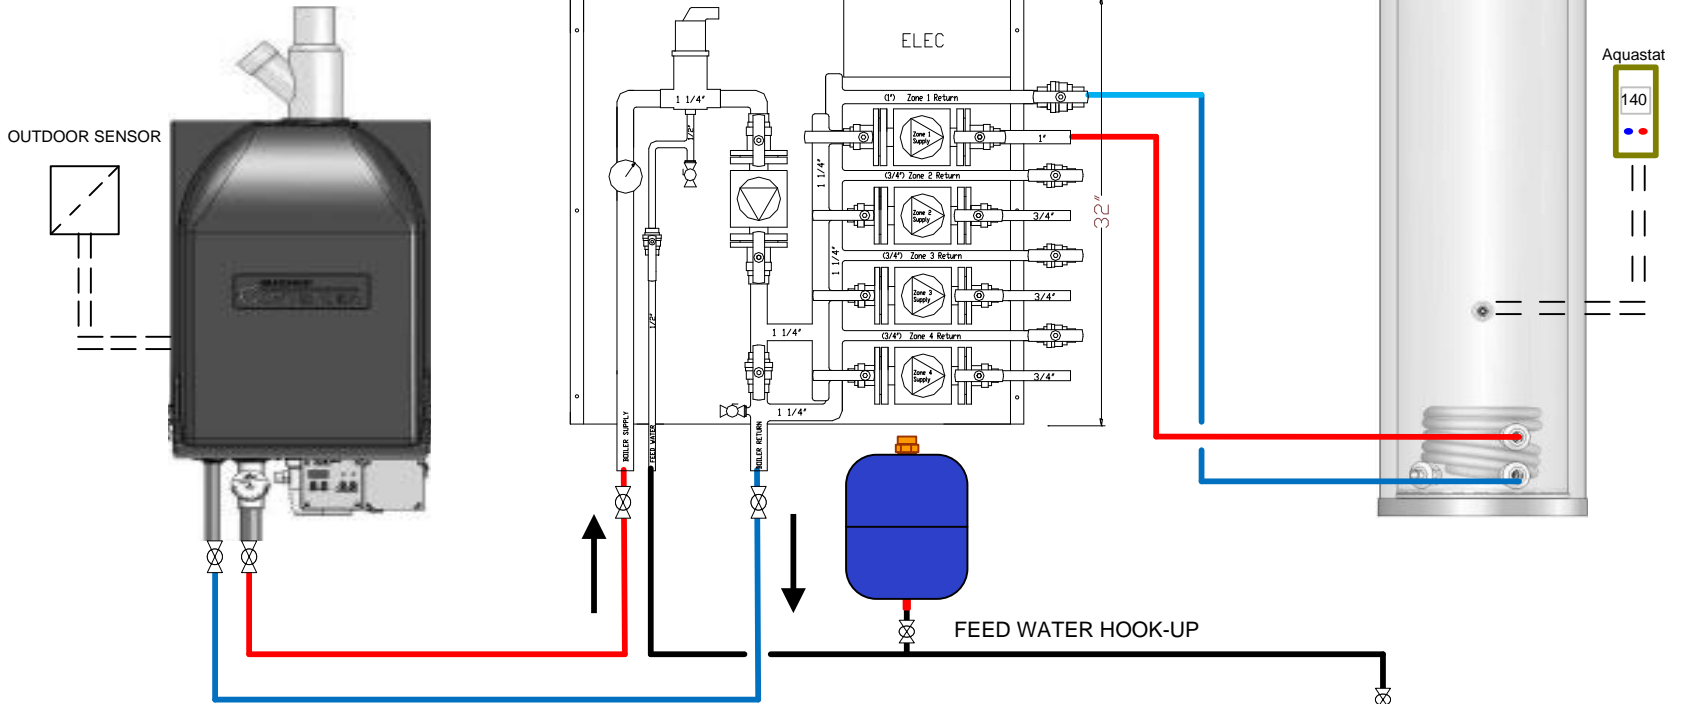 ELEC
Aquastat
140
OUTDOOR SENSOR
1 1/4"
(1") Zone 1 Return
Zone 1
Supply
1"
1/2"
(3/4") Zone 2 Return
1 1/4"
Zone 2
Supply
3/4"
32"
(3/4") Zone 3 Return
1 1/4"
Zone 3
Supply
3/4"
1/2"
1 1/4"
(3/4") Zone 4 Return
Zone 4
Supply
3/4"
1 1/4"
BOILER SUPPLY
FEED WATER
BOILER RETURN
FEED WATER HOOK-UP